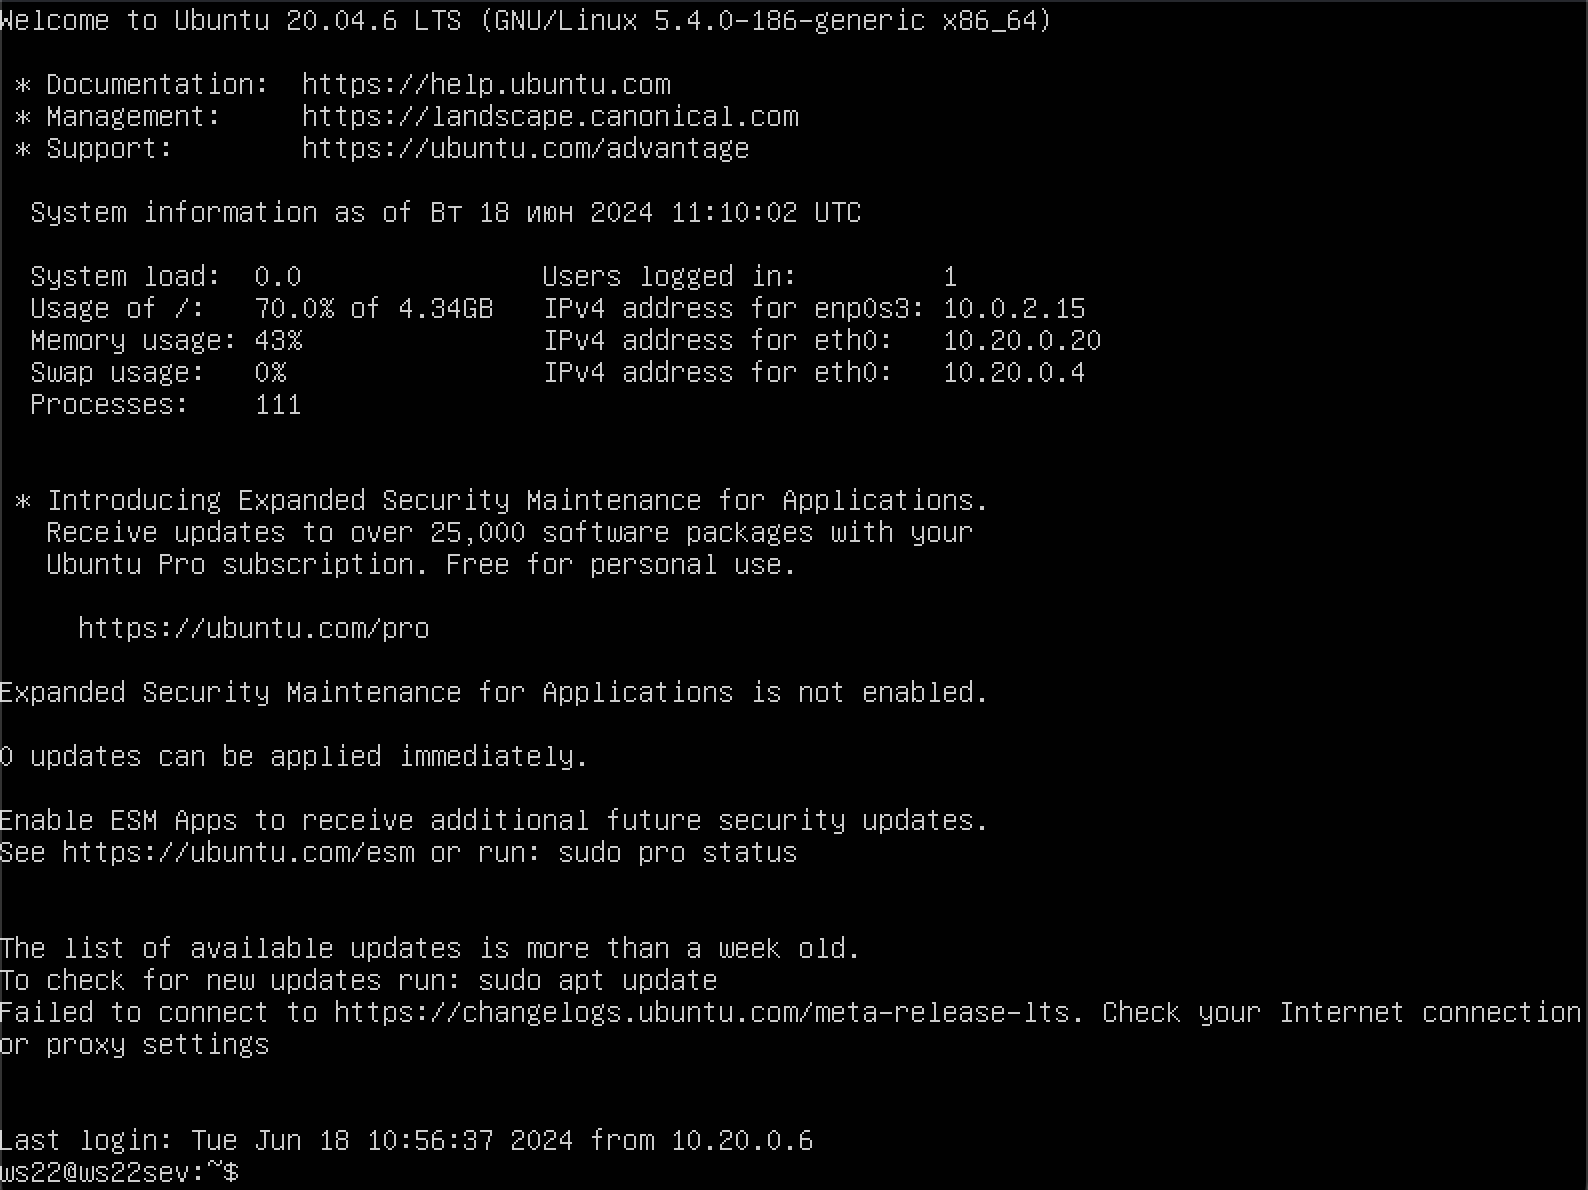 Welcome to Ubuntu 20.04.6 LTS (GNU/Linux 5.4.0-186-generic x86_64)
* Documentation:  https://help.ubuntu.com
* Management:     https://landscape.canonical.com
* Support:        https://ubuntu.com/advantage
System information as of Вт 18 июн 2024 11:10:02 UTC
System load:  0.0               Users logged in:         1
Usage of /:   70.0% of 4.34GB   IPv4 address for enp0s3: 10.0.2.15
Memory usage: 43%               IPv4 address for eth0:   10.20.0.20
Swap usage:   0%                IPv4 address for eth0:   10.20.0.4
Processes:    111
* Introducing Expanded Security Maintenance for Applications.
Receive updates to over 25,000 software packages with your
Ubuntu Pro subscription. Free for personal use.
https://ubuntu.com/pro
Expanded Security Maintenance for Applications is not enabled.
0 updates can be applied immediately.
Enable ESM Apps to receive additional future security updates.
See https://ubuntu.com/esm or run: sudo pro status
The list of available updates is more than a week old.
To check for new updates run: sudo apt update
Failed to connect to https://changelogs.ubuntu.com/meta-release-lts. Check your Internet connection
or proxy settings
Last login: Tue Jun 18 10:56:37 2024 from 10.20.0.6
ws22@ws22sev:~$